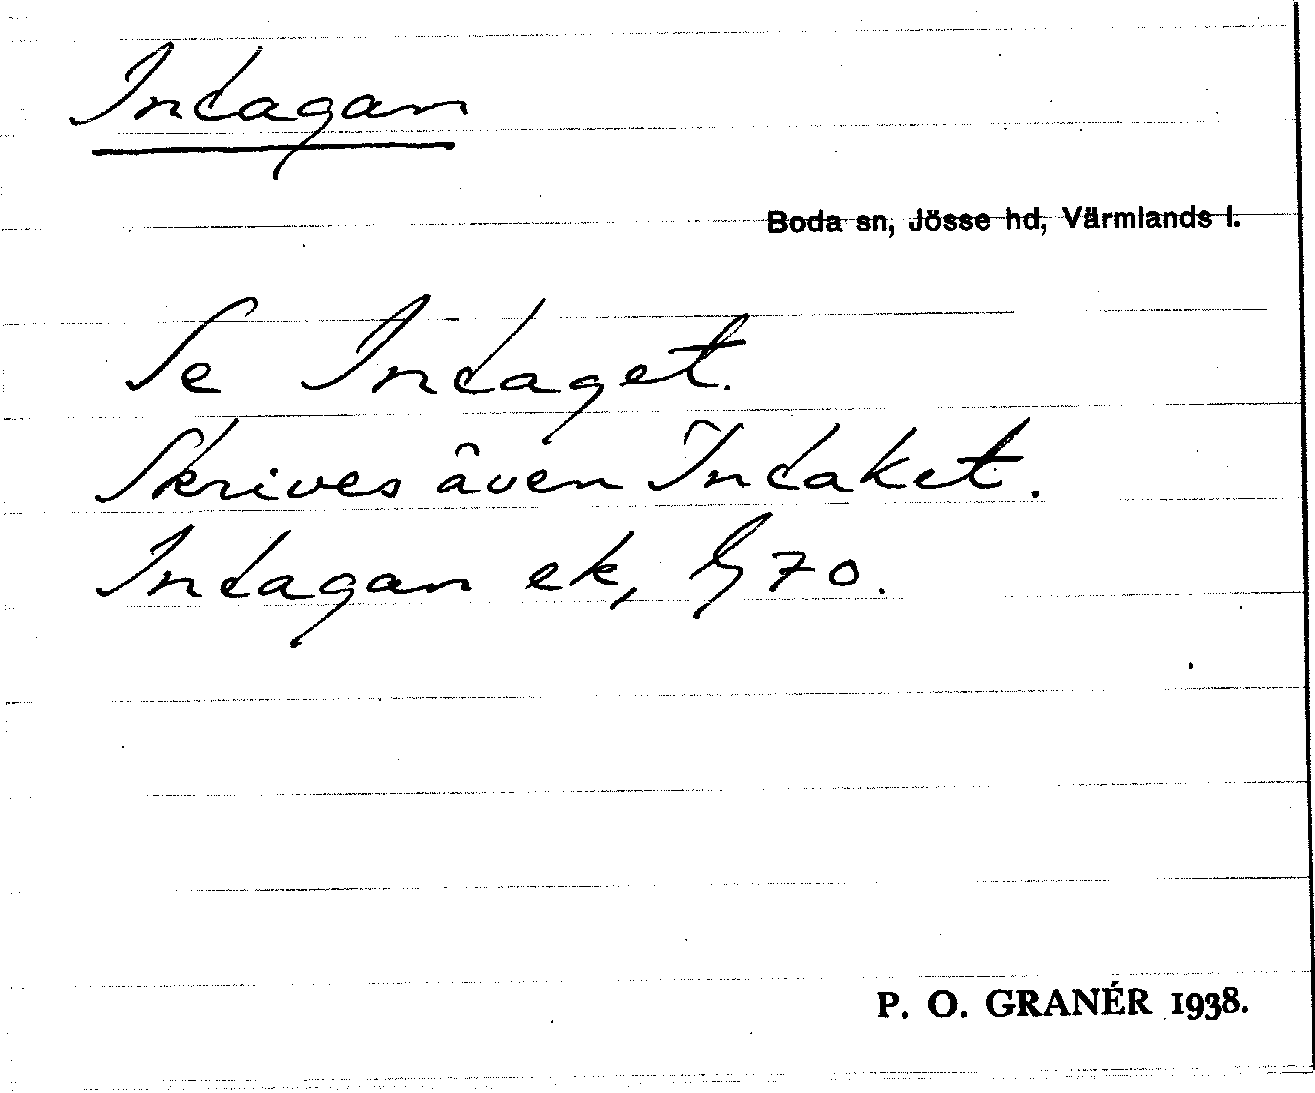 Indagan
Boda sn, Jösse hd, Värmlands l.
Se Indaget.
Skrives även Indaket.
Indagan ek, G 70.
P. O. GRANÉR 1938.